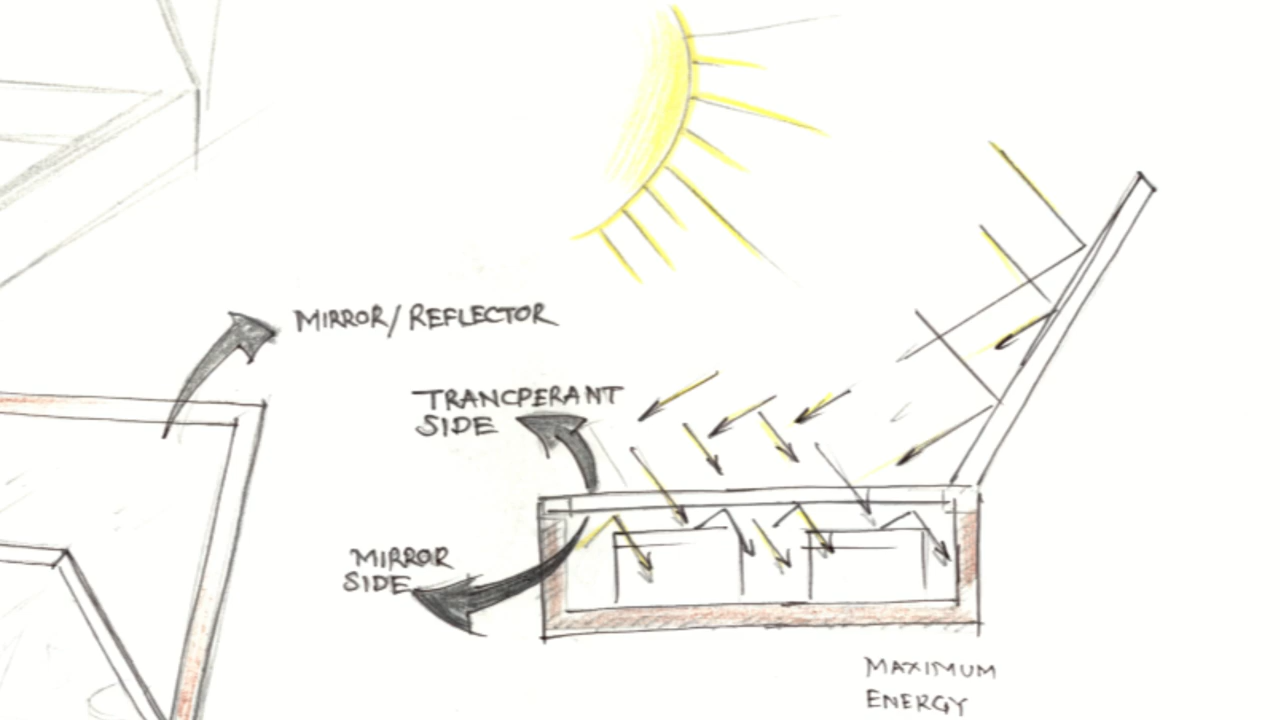 MIRROR/REFLECTOR
TRANCPERANT
SIDE
MIRROR
SIDE
MAXIMUM
ENERGY